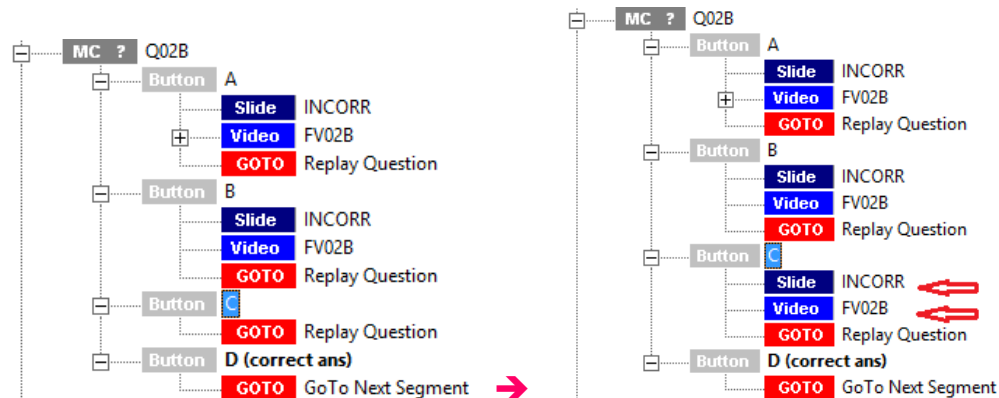 MC ? Q02B
Button A
Slide INCORR
Video FV02B
GOTO Replay Question
Button B
Slide INCORR
Video FV02B
GOTO Replay Question
Button C
GOTO Replay Question
Button D (correct ans)
GOTO GoTo Next Segment
MC ? Q02B
Button A
Slide INCORR
Video FV02B
GOTO Replay Question
Button B
Slide INCORR
Video FV02B
GOTO Replay Question
Button C
Slide INCORR
Video FV02B
GOTO Replay Question
Button D (correct ans)
GOTO GoTo Next Segment